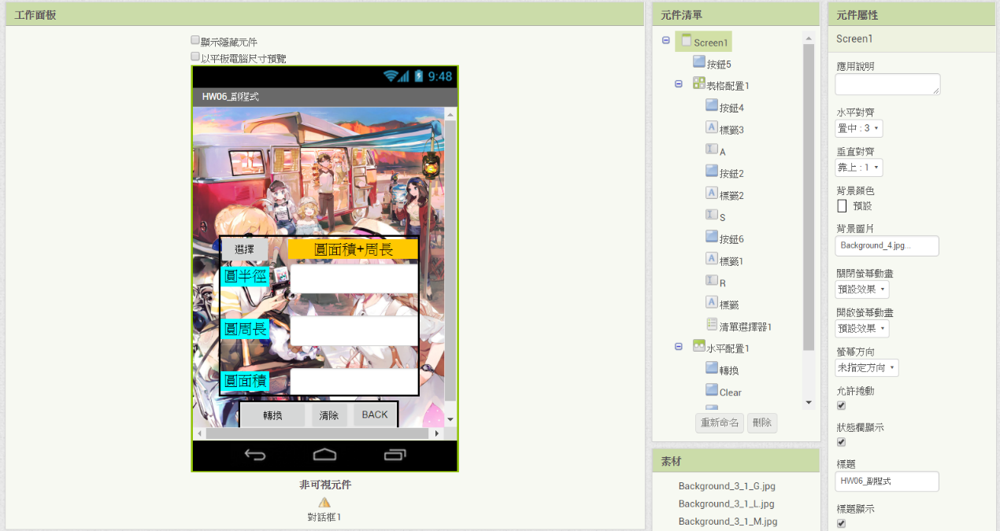 工作面板
顯示隱藏元件
以平板電腦尺寸預覽
9:48
HW06_副程式
選擇
圓面積+周長
圓半徑
圓周長
圓面積
轉換
清除
BACK
非可視元件
對話框1
元件清單
Screen1
按鈕5
表格配置1
按鈕4
標籤3
A
按鈕2
標籤2
S
按鈕6
標籤1
R
標籤
清單選擇器1
水平配置1
轉換
Clear
重新命名
刪除
素材
Background_3_1_G.jpg
Background_3_1_L.jpg
Background_3_1_M.jpg
元件屬性
Screen1
應用說明
水平對齊
置中 : 3
垂直對齊
靠上 : 1
背景顏色
預設
背景圖片
Background_4.jpg...
關閉螢幕動畫
預設效果
開啟螢幕動畫
預設效果
螢幕方向
未指定方向
允許捲動
狀態欄顯示
標題
HW06_副程式
標題顯示